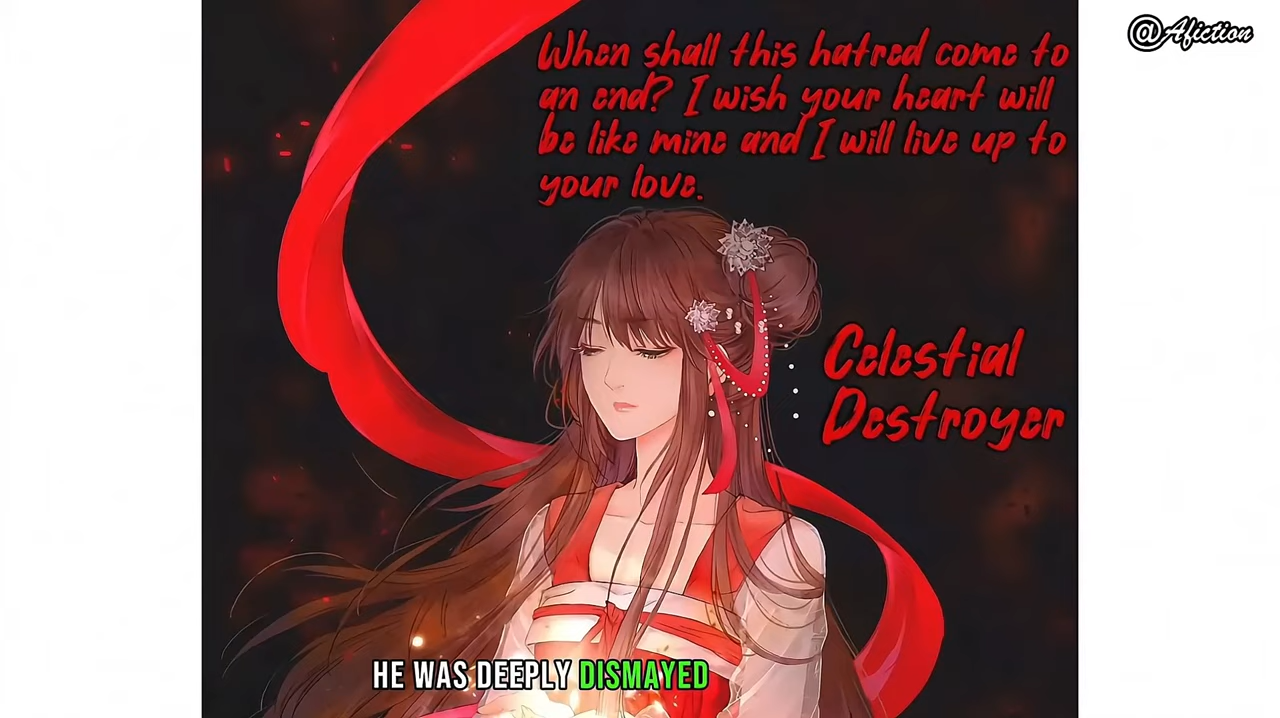 @Afiction
When shall this hatred come to
an end? I wish your heart will
be like mine and I will live up to
your love.
Celestial
Destroyer
HE WAS DEEPLY DISMAYED